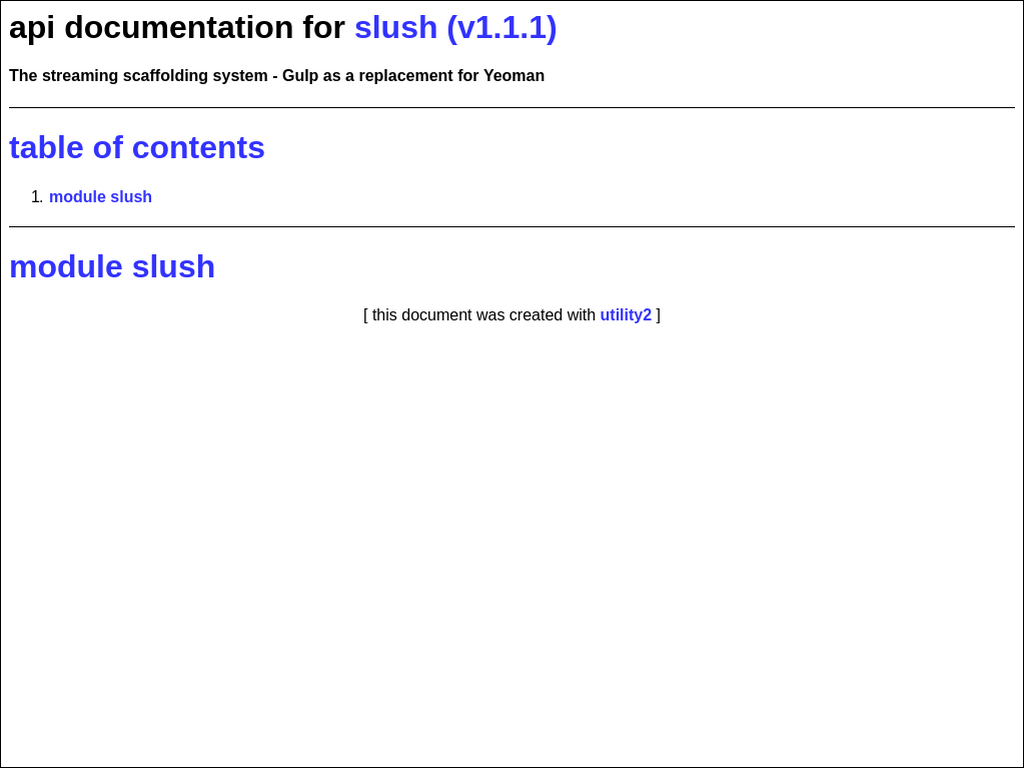 api documentation for slush (v1.1.1)
The streaming scaffolding system - Gulp as a replacement for Yeoman
table of contents
1. module slush
module slush
[ this document was created with utility2 ]